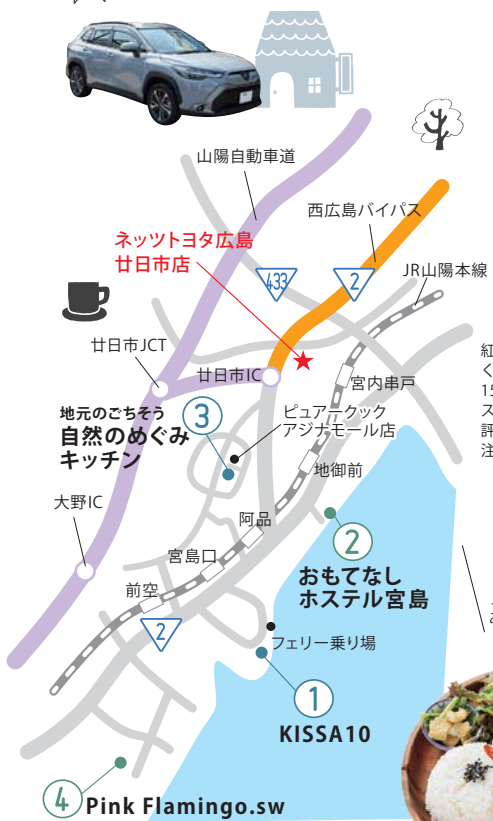 山陽自動車道
西広島バイパス
ネッツトヨタ広島
廿日市店
433
2
JR山陽本線
廿日市JCT
廿日市IC
宮内串戸
地元のごちそう
自然のめぐみ
キッチン
3
ピュアークック
アジナモール店
地御前
大野IC
阿品
2
おもてなし
ホステル宮島
宮島口
前空
2
フェリー乗り場
1
KISSA10
4
Pink Flamingo.sw
紅
く
15
ス
評
注